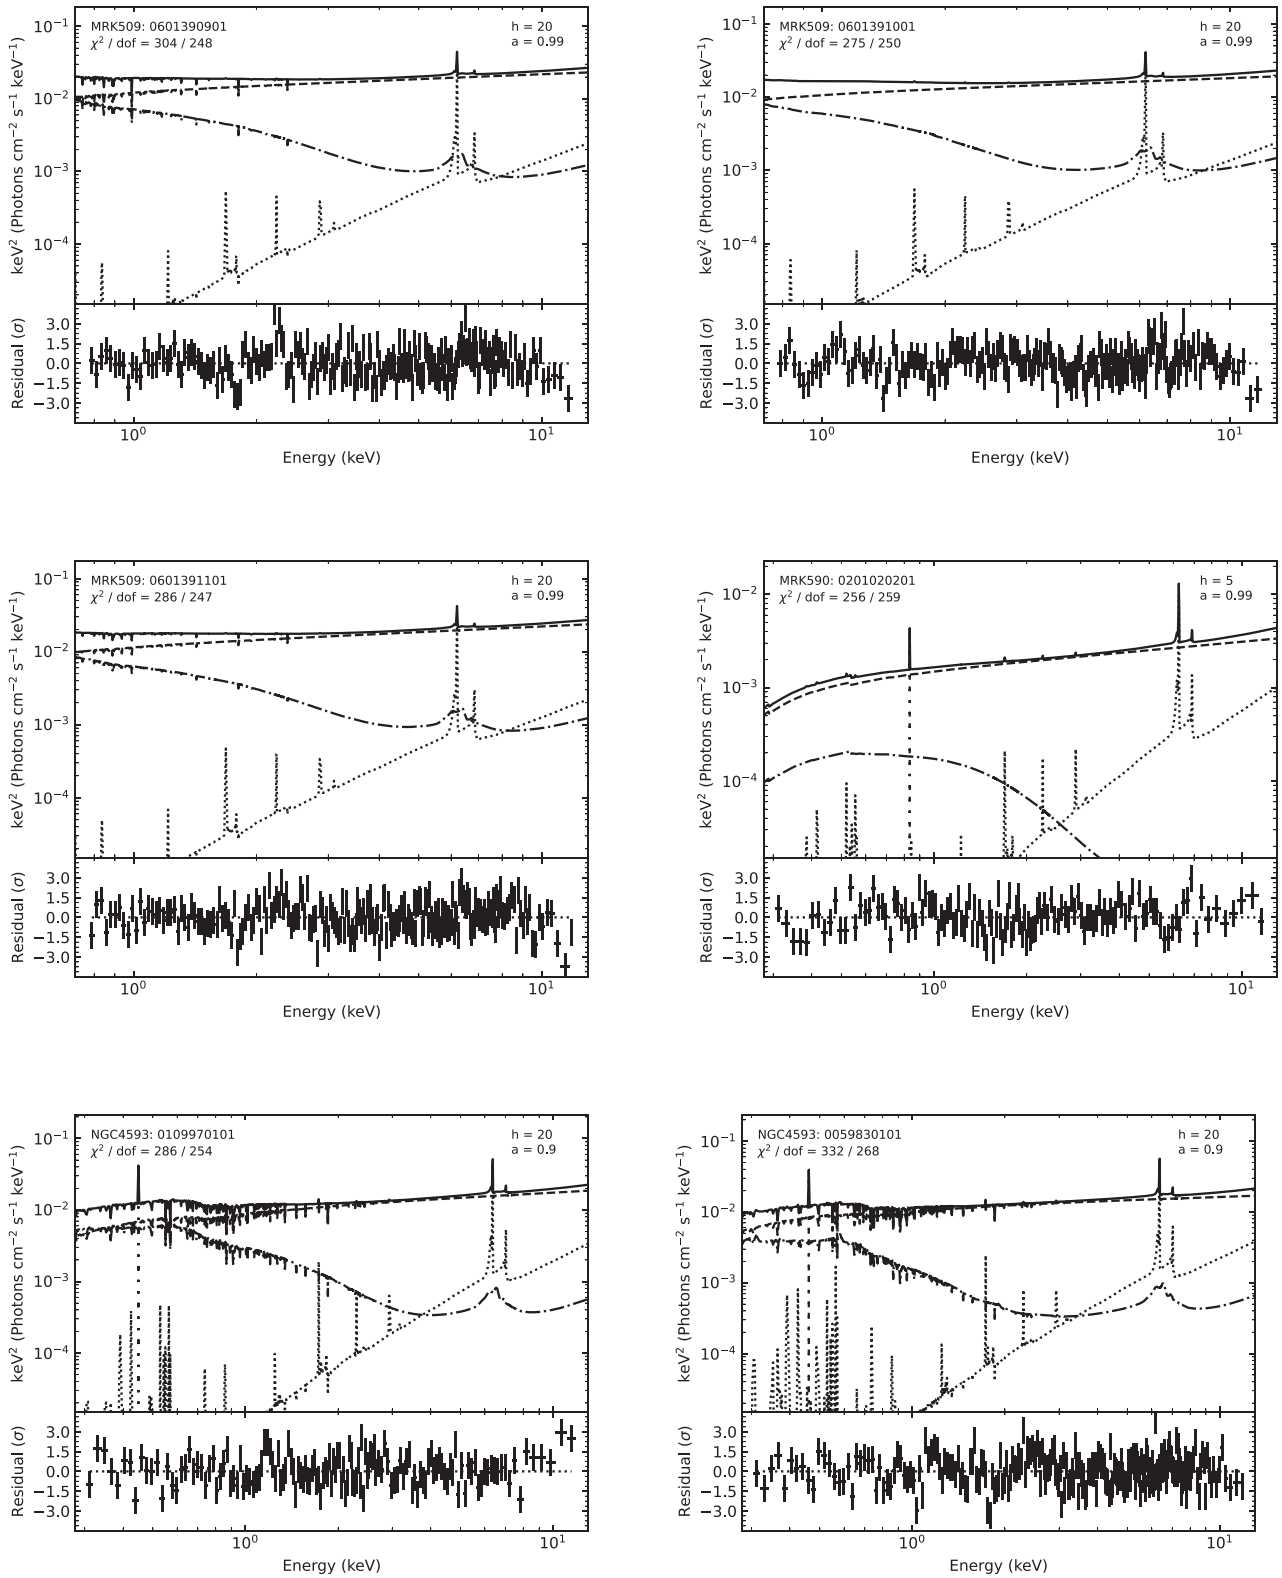 MRK509: 0601390901
χ² / dof = 304 / 248
h = 20
a = 0.99
keV² (Photons cm⁻² s⁻¹ keV⁻¹)
10⁻¹
10⁻²
10⁻³
10⁻⁴
Residual (σ)
3.0
1.5
0.0
−1.5
−3.0
10⁰
10¹
Energy (keV)
MRK509: 0601391001
χ² / dof = 275 / 250
h = 20
a = 0.99
keV² (Photons cm⁻² s⁻¹ keV⁻¹)
10⁻¹
10⁻²
10⁻³
10⁻⁴
Residual (σ)
3.0
1.5
0.0
−1.5
−3.0
10⁰
10¹
Energy (keV)
MRK509: 0601391101
χ² / dof = 286 / 247
h = 20
a = 0.99
keV² (Photons cm⁻² s⁻¹ keV⁻¹)
10⁻¹
10⁻²
10⁻³
10⁻⁴
Residual (σ)
3.0
1.5
0.0
−1.5
−3.0
10⁰
10¹
Energy (keV)
MRK590: 0201020201
χ² / dof = 256 / 259
h = 5
a = 0.99
keV² (Photons cm⁻² s⁻¹ keV⁻¹)
10⁻²
10⁻³
10⁻⁴
Residual (σ)
3.0
1.5
0.0
−1.5
−3.0
10⁰
10¹
Energy (keV)
NGC4593: 0109970101
χ² / dof = 286 / 254
h = 20
a = 0.9
keV² (Photons cm⁻² s⁻¹ keV⁻¹)
10⁻¹
10⁻²
10⁻³
10⁻⁴
Residual (σ)
3.0
1.5
0.0
−1.5
−3.0
10⁰
10¹
Energy (keV)
NGC4593: 0059830101
χ² / dof = 332 / 268
h = 20
a = 0.9
keV² (Photons cm⁻² s⁻¹ keV⁻¹)
10⁻¹
10⁻²
10⁻³
10⁻⁴
Residual (σ)
3.0
1.5
0.0
−1.5
−3.0
10⁰
10¹
Energy (keV)